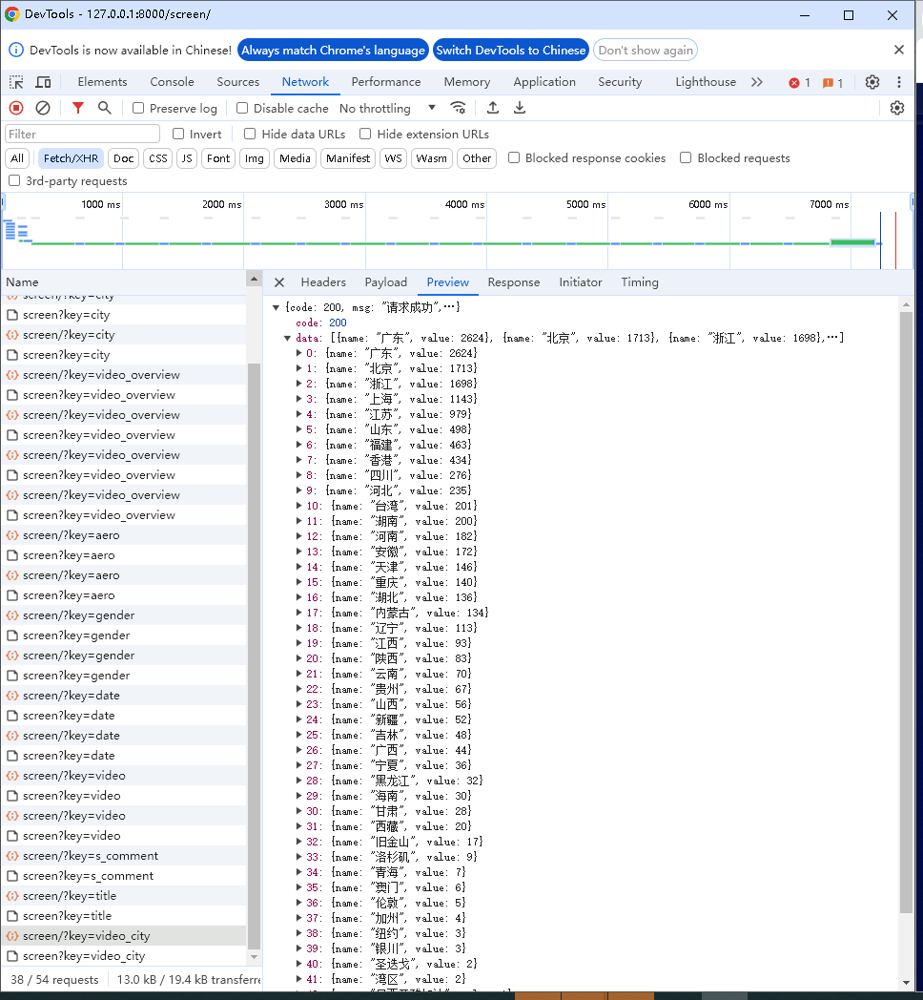 DevTools - 127.0.0.1:8000/screen/
DevTools is now available in Chinese! Always match Chrome's language Switch DevTools to Chinese Don't show again
Elements Console Sources Network Performance Memory Application Security Lighthouse 1 1
Preserve log Disable cache No throttling
Filter Invert Hide data URLs Hide extension URLs
All Fetch/XHR Doc CSS JS Font Img Media Manifest WS Wasm Other Blocked response cookies Blocked requests
3rd-party requests
1000 ms 2000 ms 3000 ms 4000 ms 5000 ms 6000 ms 7000 ms
Name
screen/?key=city
screen?key=city
screen/?key=city
screen?key=city
screen/?key=video_overview
screen?key=video_overview
screen/?key=video_overview
screen?key=video_overview
screen/?key=video_overview
screen?key=video_overview
screen/?key=video_overview
screen?key=video_overview
screen/?key=aero
screen?key=aero
screen/?key=aero
screen?key=aero
screen/?key=gender
screen?key=gender
screen/?key=gender
screen?key=gender
screen/?key=date
screen?key=date
screen/?key=date
screen?key=date
screen/?key=video
screen?key=video
screen/?key=video
screen?key=video
screen/?key=s_comment
screen?key=s_comment
screen/?key=title
screen?key=title
screen/?key=video_city
screen?key=video_city
38 / 54 requests 13.0 kB / 19.4 kB transferre
Headers Payload Preview Response Initiator Timing
{code: 200, msg: "请求成功",…}
code: 200
data: [{name: "广东", value: 2624}, {name: "北京", value: 1713}, {name: "浙江", value: 1698},…]
0: {name: "广东", value: 2624}
1: {name: "北京", value: 1713}
2: {name: "浙江", value: 1698}
3: {name: "上海", value: 1143}
4: {name: "江苏", value: 979}
5: {name: "山东", value: 498}
6: {name: "福建", value: 463}
7: {name: "香港", value: 434}
8: {name: "四川", value: 276}
9: {name: "河北", value: 235}
10: {name: "台湾", value: 201}
11: {name: "湖南", value: 200}
12: {name: "河南", value: 182}
13: {name: "安徽", value: 172}
14: {name: "天津", value: 146}
15: {name: "重庆", value: 140}
16: {name: "湖北", value: 136}
17: {name: "内蒙古", value: 134}
18: {name: "辽宁", value: 113}
19: {name: "江西", value: 93}
20: {name: "陕西", value: 83}
21: {name: "云南", value: 70}
22: {name: "贵州", value: 67}
23: {name: "山西", value: 56}
24: {name: "新疆", value: 52}
25: {name: "吉林", value: 48}
26: {name: "广西", value: 44}
27: {name: "宁夏", value: 36}
28: {name: "黑龙江", value: 32}
29: {name: "海南", value: 30}
30: {name: "甘肃", value: 28}
31: {name: "西藏", value: 20}
32: {name: "旧金山", value: 17}
33: {name: "洛杉矶", value: 9}
34: {name: "青海", value: 7}
35: {name: "澳门", value: 6}
36: {name: "伦敦", value: 5}
37: {name: "加州", value: 4}
38: {name: "纽约", value: 3}
39: {name: "银川", value: 3}
40: {name: "圣迭戈", value: 2}
41: {name: "湾区", value: 2}